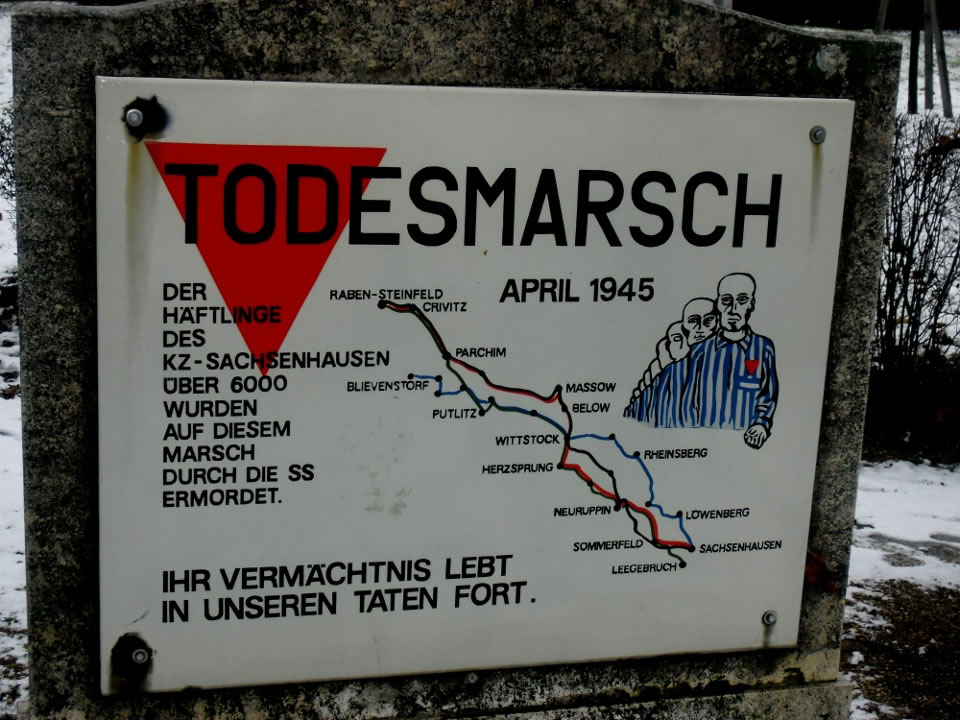 TODESMARSCH
APRIL 1945
DER
HÄFTLINGE
DES
KZ-SACHSENHAUSEN
ÜBER 6000
WURDEN
AUF DIESEM
MARSCH
DURCH DIE SS
ERMORDET.
RABEN-STEINFELD
CRIVITZ
PARCHIM
BLIEVENSTORF
MASSOW
PUTLITZ
BELOW
WITTSTOCK
RHEINSBERG
HERZSPRUNG
NEURUPPIN
LÖWENBERG
SOMMERFELD
SACHSENHAUSEN
LEEGEBRUCH
IHR VERMÄCHTNIS LEBT
IN UNSEREN TATEN FORT.